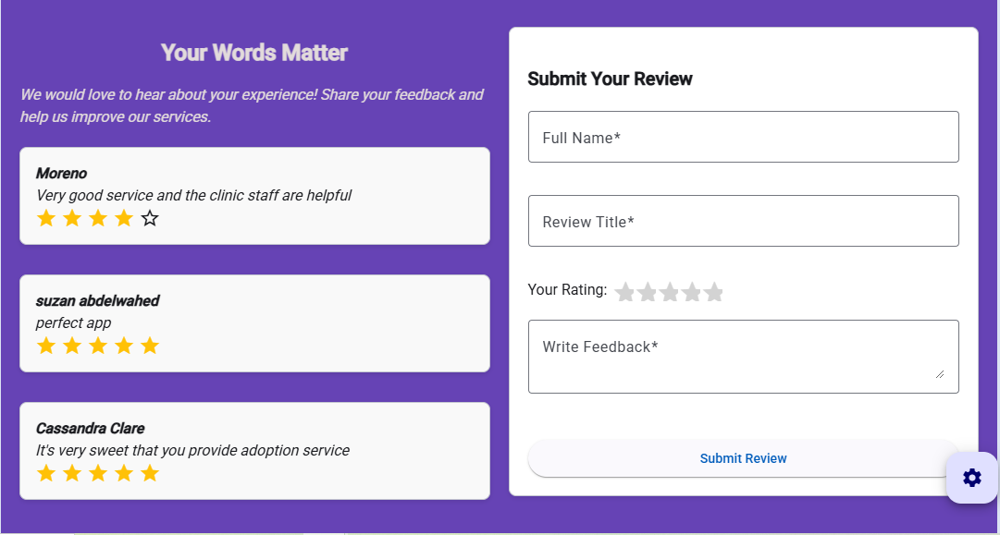 Your Words Matter
We would love to hear about your experience! Share your feedback and
help us improve our services.
Moreno
Very good service and the clinic staff are helpful
suzan abdelwahed
perfect app
Cassandra Clare
It's very sweet that you provide adoption service
Submit Your Review
Full Name*
Review Title*
Your Rating:
Write Feedback*
Submit Review